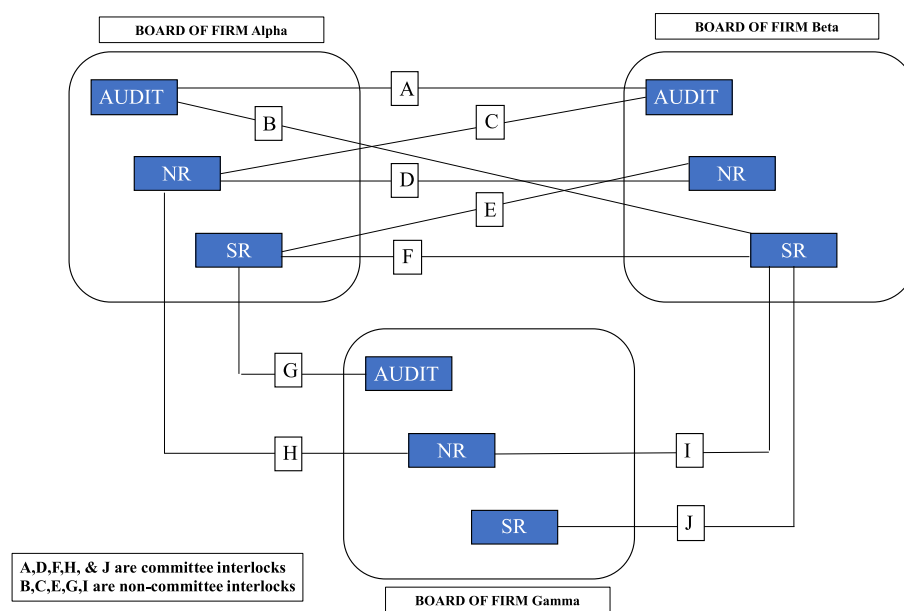 BOARD OF FIRM Alpha
BOARD OF FIRM Beta
AUDIT
A
AUDIT
B
C
NR
D
NR
E
SR
F
SR
G
AUDIT
H
NR
I
SR
J
A,D,F,H, & J are committee interlocks
B,C,E,G,I are non-committee interlocks
BOARD OF FIRM Gamma